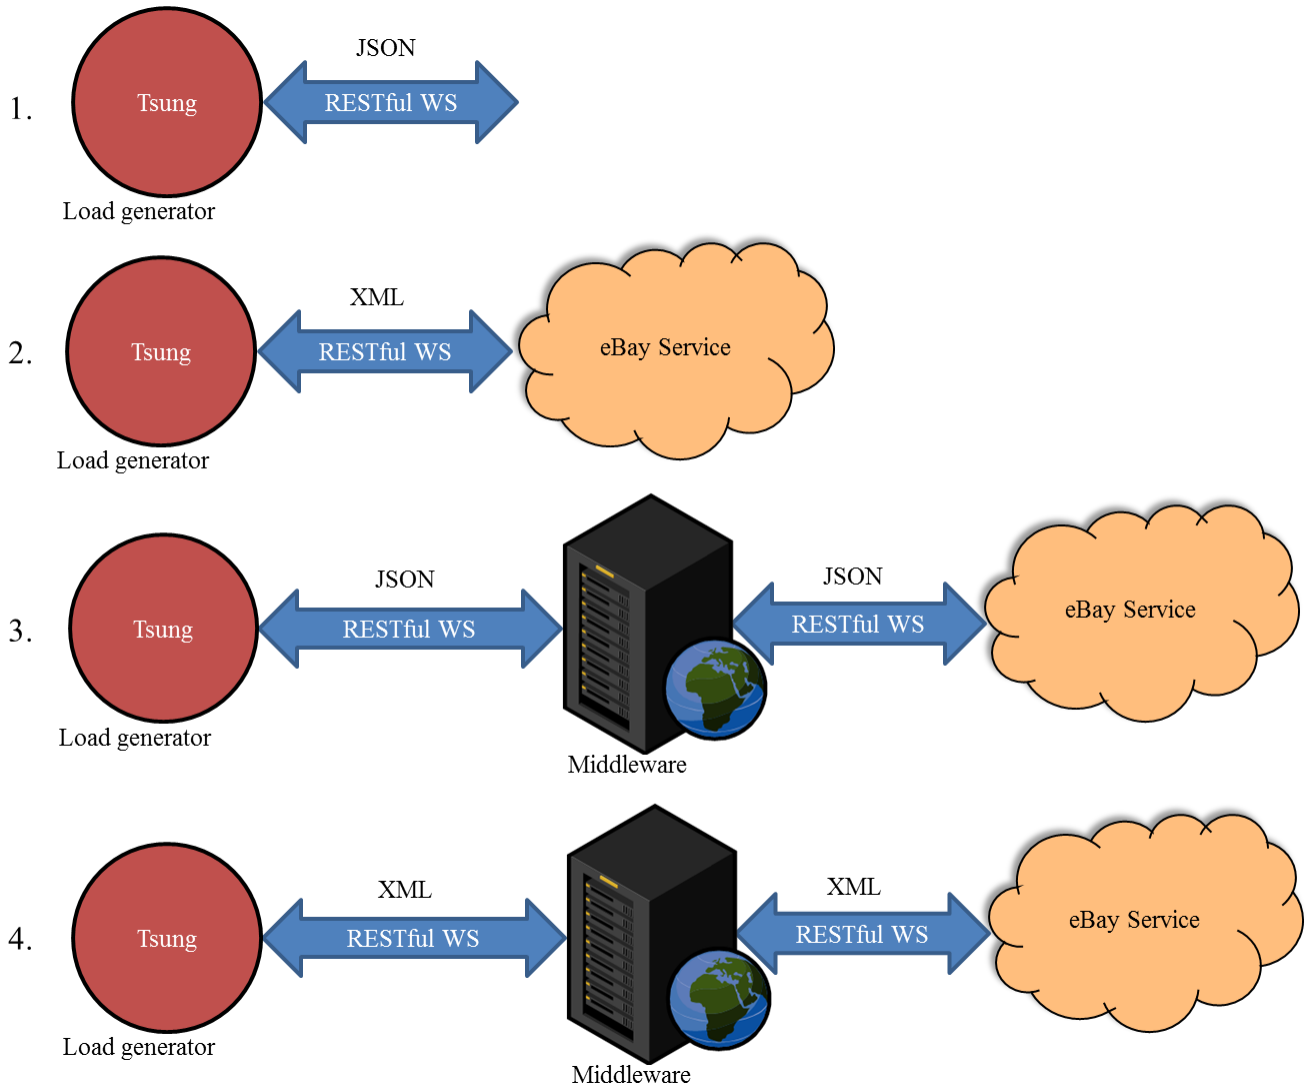 1.
Tsung
JSON
RESTful WS
Load generator
2.
Tsung
XML
RESTful WS
eBay Service
Load generator
3.
Tsung
JSON
RESTful WS
Middleware
JSON
RESTful WS
eBay Service
Load generator
4.
Tsung
XML
RESTful WS
Middleware
XML
RESTful WS
eBay Service
Load generator